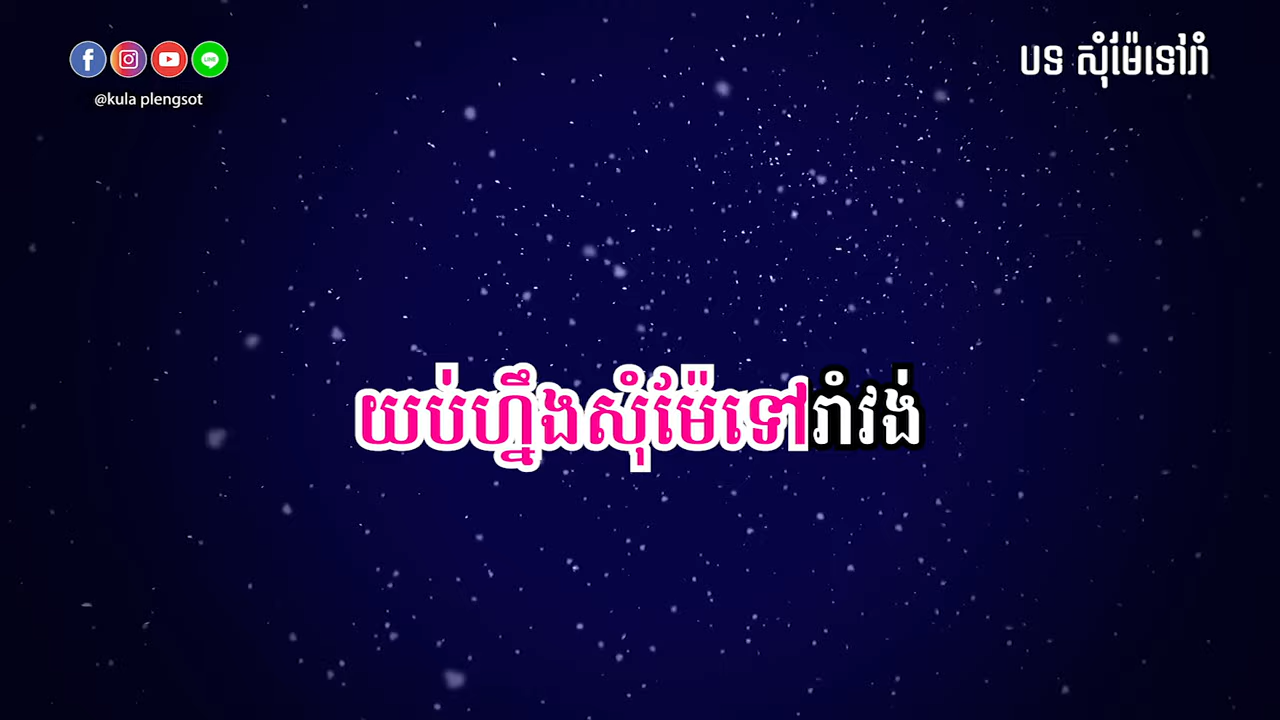 បទ សុំម៉ែទៅរាំ
@kula plengsot
យប់ហ្នឹងសុំម៉ែទៅរាំវង់